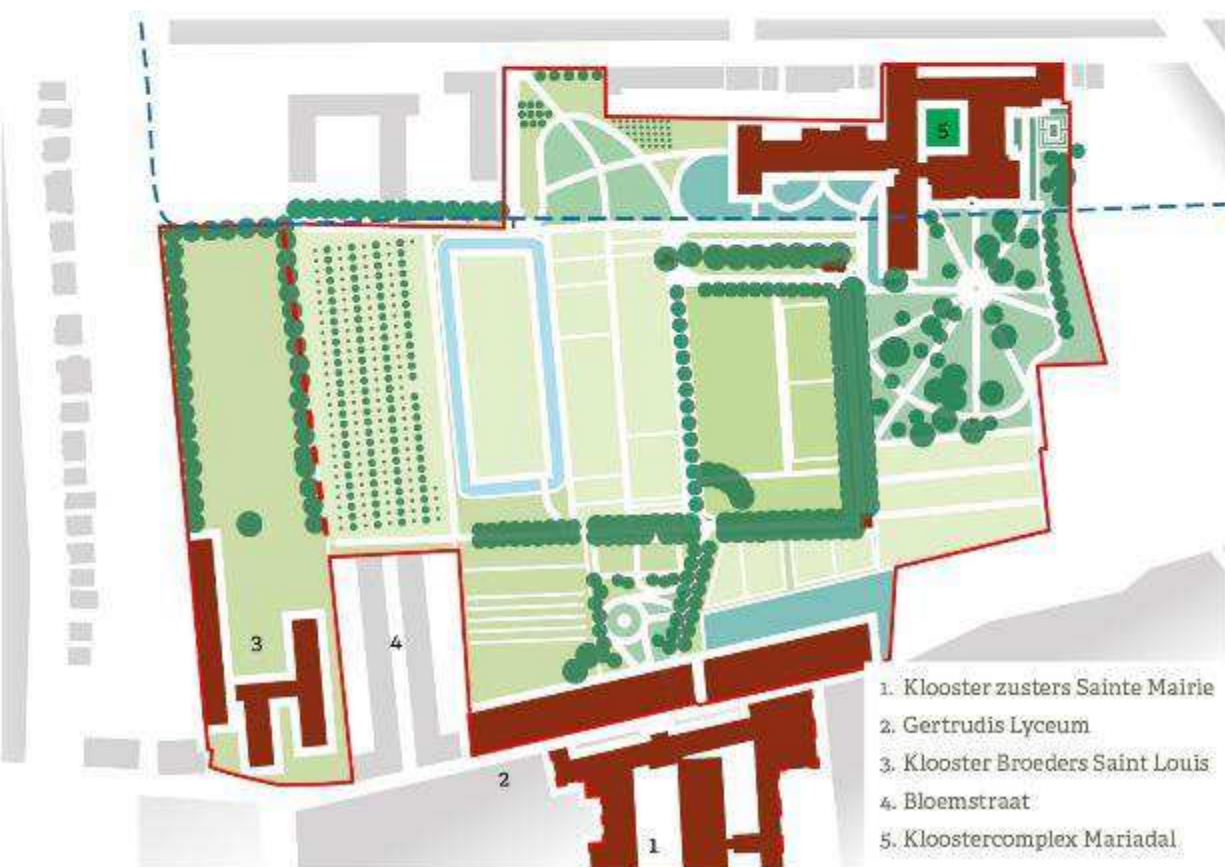 5
3
4
2
1
1. Klooster zusters Sainte Mairie
2. Gertrudis Lyceum
3. Klooster Broeders Saint Louis
4. Bloemstraat
5. Kloostercomplex Mariadal